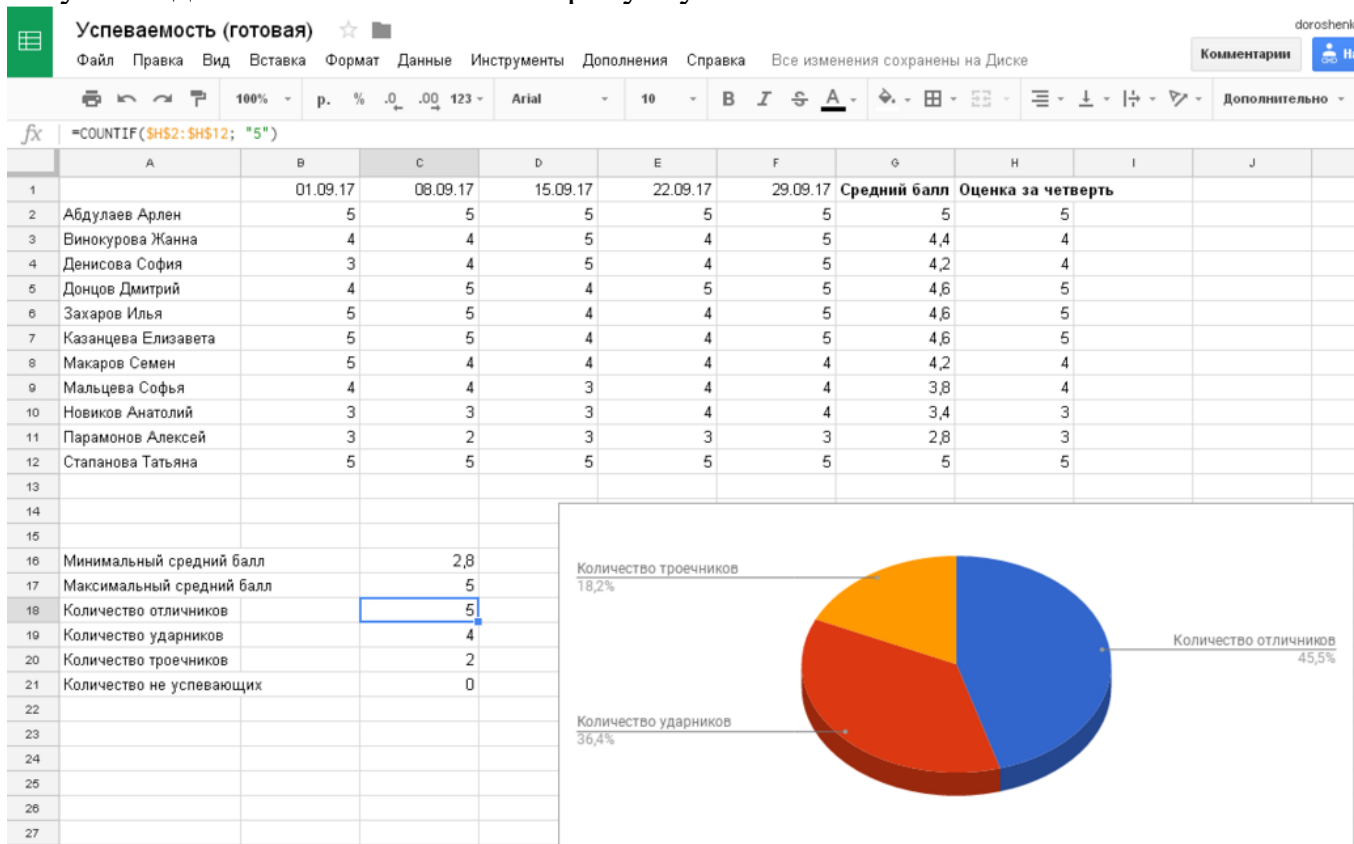 Успеваемость (готовая)
doroshenk
Файл Правка Вид Вставка Формат Данные Инструменты Дополнения Справка Все изменения сохранены на Диске
Комментарии
На
100% р. % .0 .00 123 Arial 10 B I S A Дополнительно
fx =COUNTIF($H$2:$H$12; "5")
A B C D E F G H I J
1 01.09.17 08.09.17 15.09.17 22.09.17 29.09.17 Средний балл Оценка за четверть
2 Абдулаев Арлен 5 5 5 5 5 5 5
3 Винокурова Жанна 4 4 5 4 5 4,4 4
4 Денисова София 3 4 5 4 5 4,2 4
5 Донцов Дмитрий 4 5 4 5 5 4,6 5
6 Захаров Илья 5 5 4 4 5 4,6 5
7 Казанцева Елизавета 5 5 4 4 5 4,6 5
8 Макаров Семен 5 4 4 4 4 4,2 4
9 Мальцева Софья 4 4 3 4 4 3,8 4
10 Новиков Анатолий 3 3 3 4 4 3,4 3
11 Парамонов Алексей 3 2 3 3 3 2,8 3
12 Стапанова Татьяна 5 5 5 5 5 5 5
13
14
15
16 Минимальный средний балл 2,8
17 Максимальный средний балл 5
18 Количество отличников 5
19 Количество ударников 4
20 Количество троечников 2
21 Количество не успевающих 0
22
23
24
25
26
27
Количество троечников
18,2%
Количество отличников
45,5%
Количество ударников
36,4%